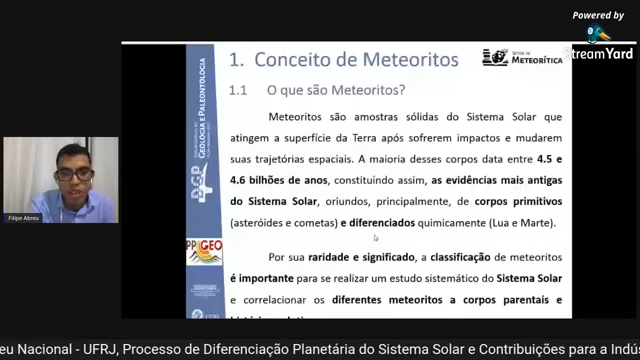 Powered by
StreamYard
1. Conceito de Meteoritos
SETOR DE
METEORÍTICA
1.1 O que são Meteoritos?
Meteoritos são amostras sólidas do Sistema Solar que
atingem a superfície da Terra após sofrerem impactos e mudarem
suas trajetórias espaciais. A maioria desses corpos data entre 4.5 e
4.6 bilhões de anos, constituindo assim, as evidências mais antigas
do Sistema Solar, oriundos, principalmente, de corpos primitivos
(asteróides e cometas) e diferenciados quimicamente (Lua e Marte).
Por sua raridade e significado, a classificação de meteoritos
é importante para se realizar um estudo sistemático do Sistema Solar
e correlacionar os diferentes meteoritos a corpos parentais e
DGP
GEOLOGIA E PALEONTOLOGIA
Filipe Abreu
eu Nacional - UFRJ, Processo de Diferenciação Planetária do Sistema Solar e Contribuições para a Indús